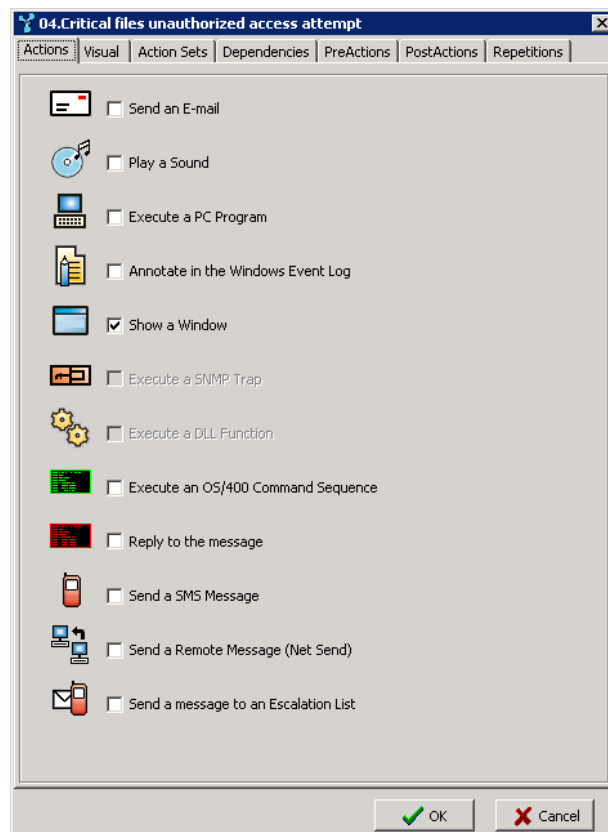 04.Critical files unauthorized access attempt
Actions Visual Action Sets Dependencies PreActions PostActions Repetitions
Send an E-mail
Play a Sound
Execute a PC Program
Annotate in the Windows Event Log
Show a Window
Execute a SNMP Trap
Execute a DLL Function
Execute an OS/400 Command Sequence
Reply to the message
Send a SMS Message
Send a Remote Message (Net Send)
Send a message to an Escalation List
OK Cancel